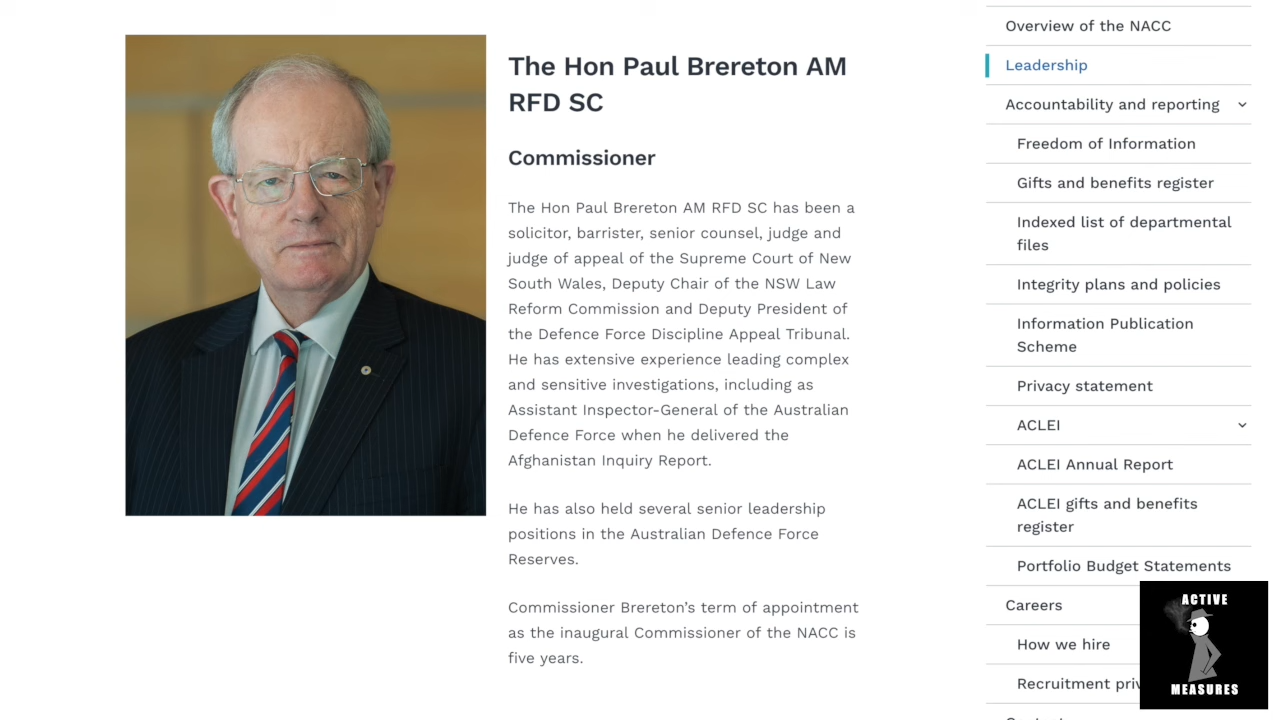 The Hon Paul Brereton AM
RFD SC
Commissioner
The Hon Paul Brereton AM RFD SC has been a
solicitor, barrister, senior counsel, judge and
judge of appeal of the Supreme Court of New
South Wales, Deputy Chair of the NSW Law
Reform Commission and Deputy President of
the Defence Force Discipline Appeal Tribunal.
He has extensive experience leading complex
and sensitive investigations, including as
Assistant Inspector-General of the Australian
Defence Force when he delivered the
Afghanistan Inquiry Report.
He has also held several senior leadership
positions in the Australian Defence Force
Reserves.
Commissioner Brereton's term of appointment
as the inaugural Commissioner of the NACC is
five years.
Overview of the NACC
Leadership
Accountability and reporting
Freedom of Information
Gifts and benefits register
Indexed list of departmental
files
Integrity plans and policies
Information Publication
Scheme
Privacy statement
ACLEI
ACLEI Annual Report
ACLEI gifts and benefits
register
Portfolio Budget Statements
Careers
How we hire
Recruitment
ACTIVE
MEASURES